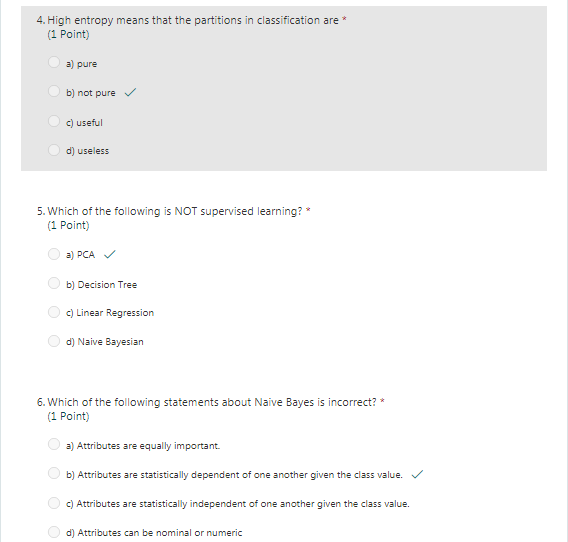 4. High entropy means that the partitions in classification are *
(1 Point)
a) pure
b) not pure
c) useful
d) useless
5. Which of the following is NOT supervised learning? *
(1 Point)
a) PCA
b) Decision Tree
c) Linear Regression
d) Naive Bayesian
6. Which of the following statements about Naive Bayes is incorrect? *
(1 Point)
a) Attributes are equally important.
b) Attributes are statistically dependent of one another given the class value.
c) Attributes are statistically independent of one another given the class value.
d) Attributes can be nominal or numeric